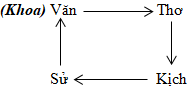 (Khoa) Văn Thơ
Sử Kịch